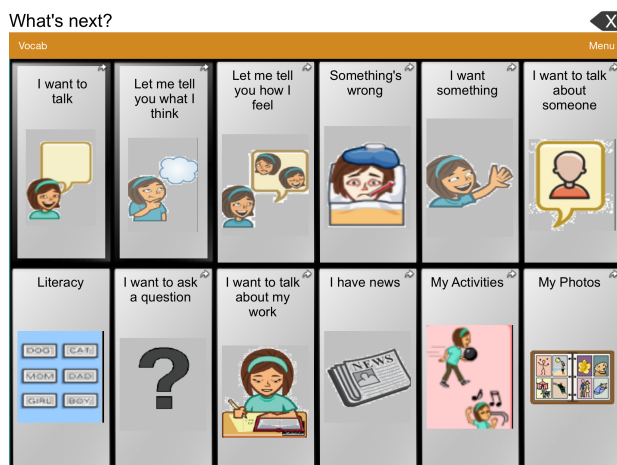 What's next?
X
Vocab
Menu
I want to
talk
Let me tell
you what I
think
Let me tell
you how I
feel
Something's
wrong
I want
something
I want to talk
about
someone
Literacy
DOG
CAT
MOM
DAD
GIRL
BOY
I want to ask
a question
I want to talk
about my
work
I have news
NEWS
My Activities
My Photos